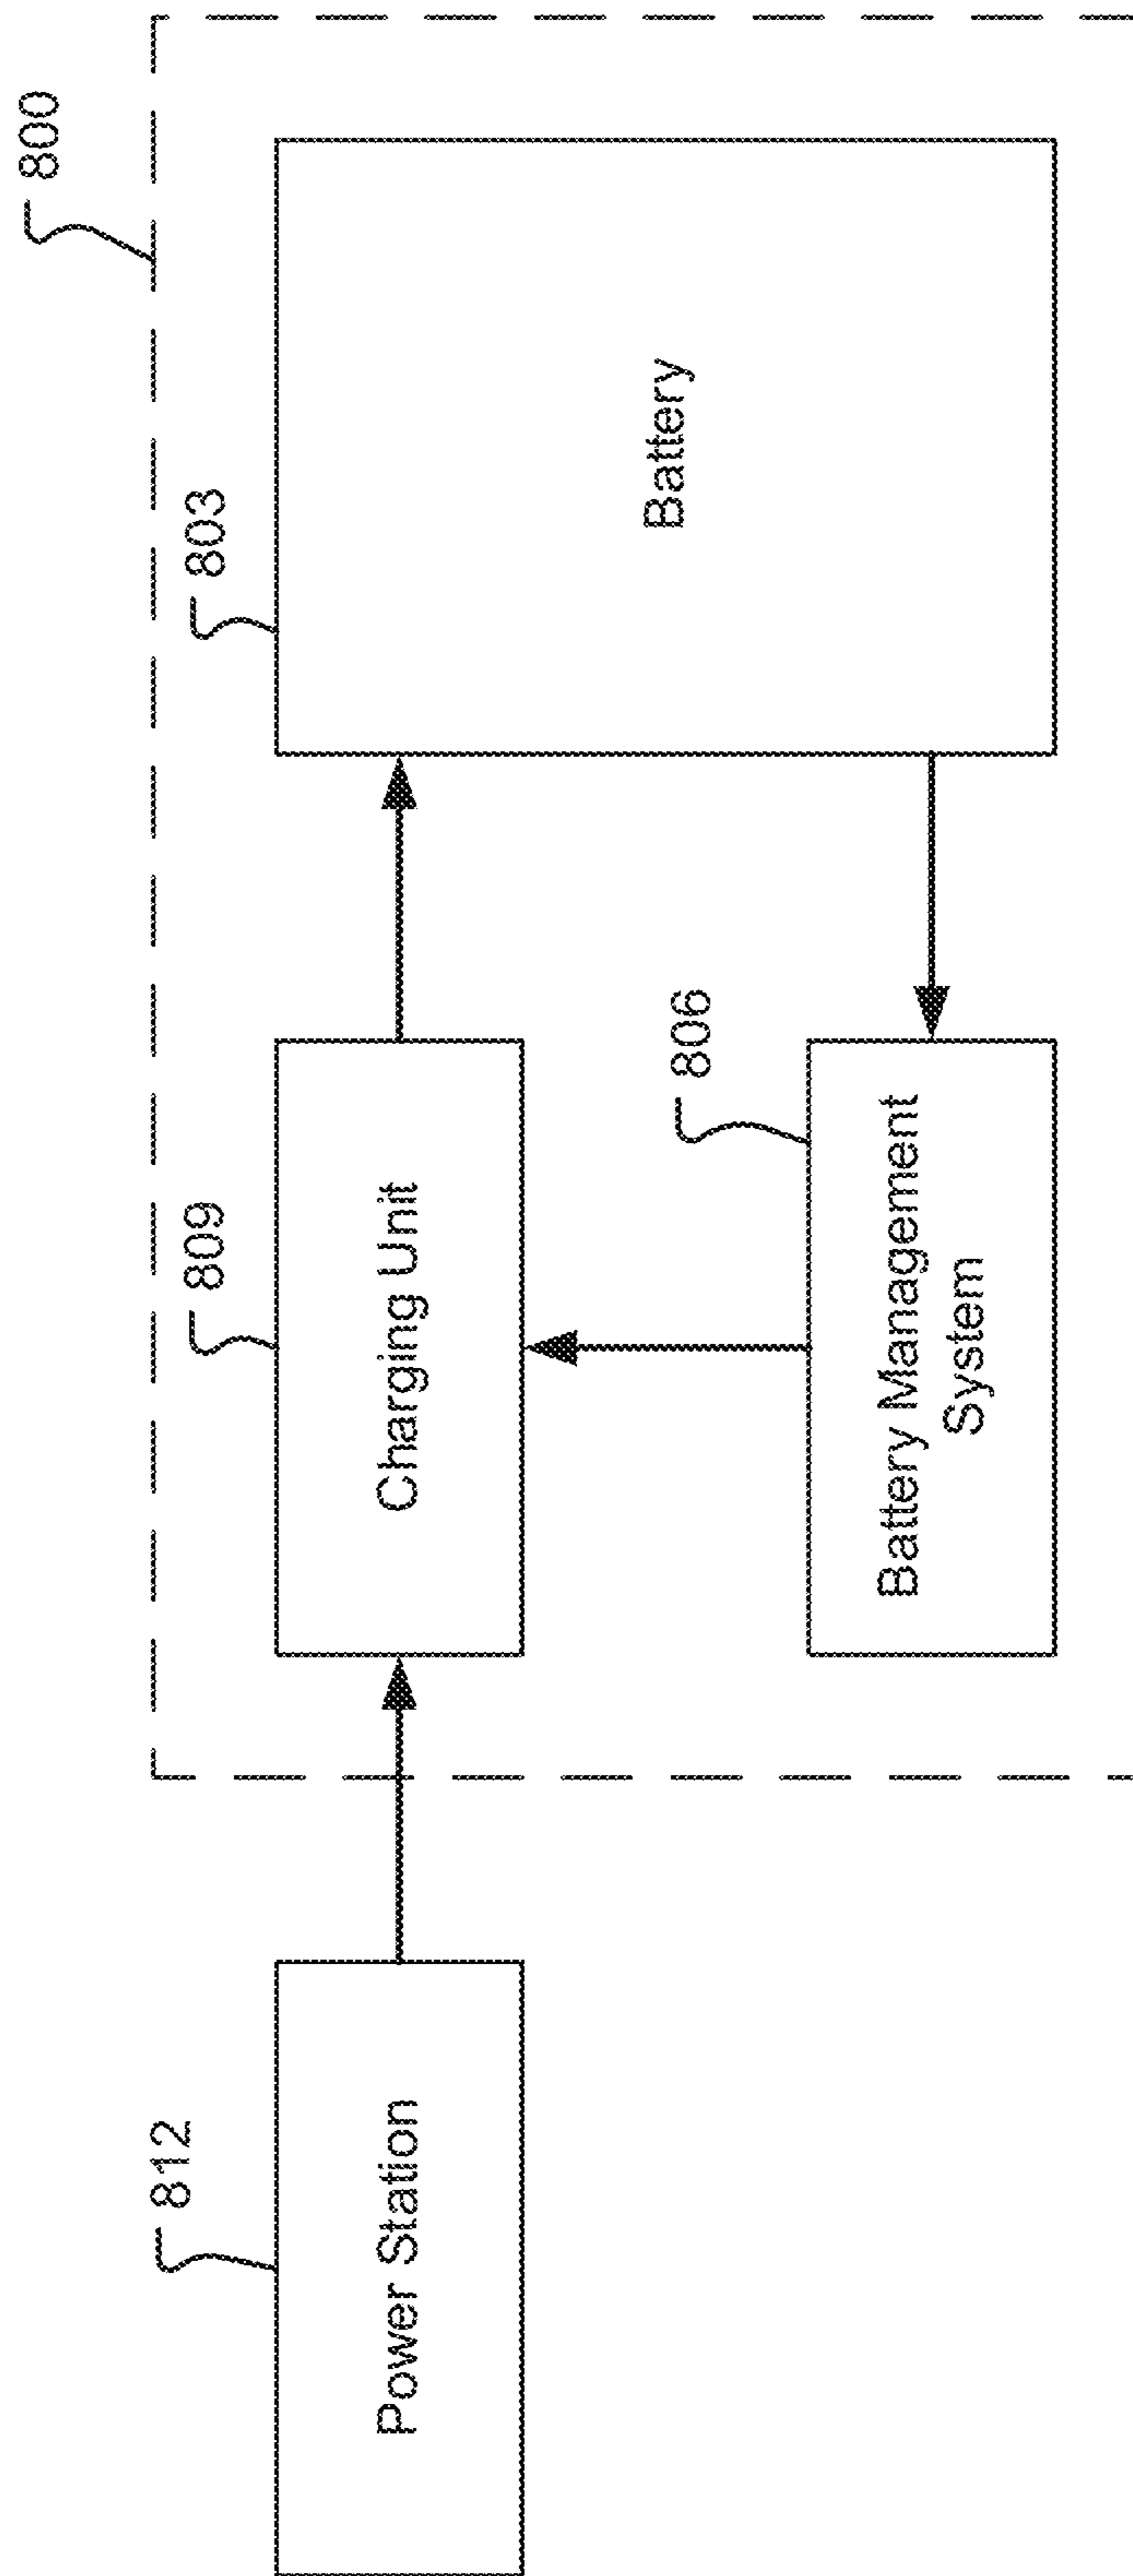 800
803
Battery
809
Charging Unit
806
Battery Management
System
812
Power Station